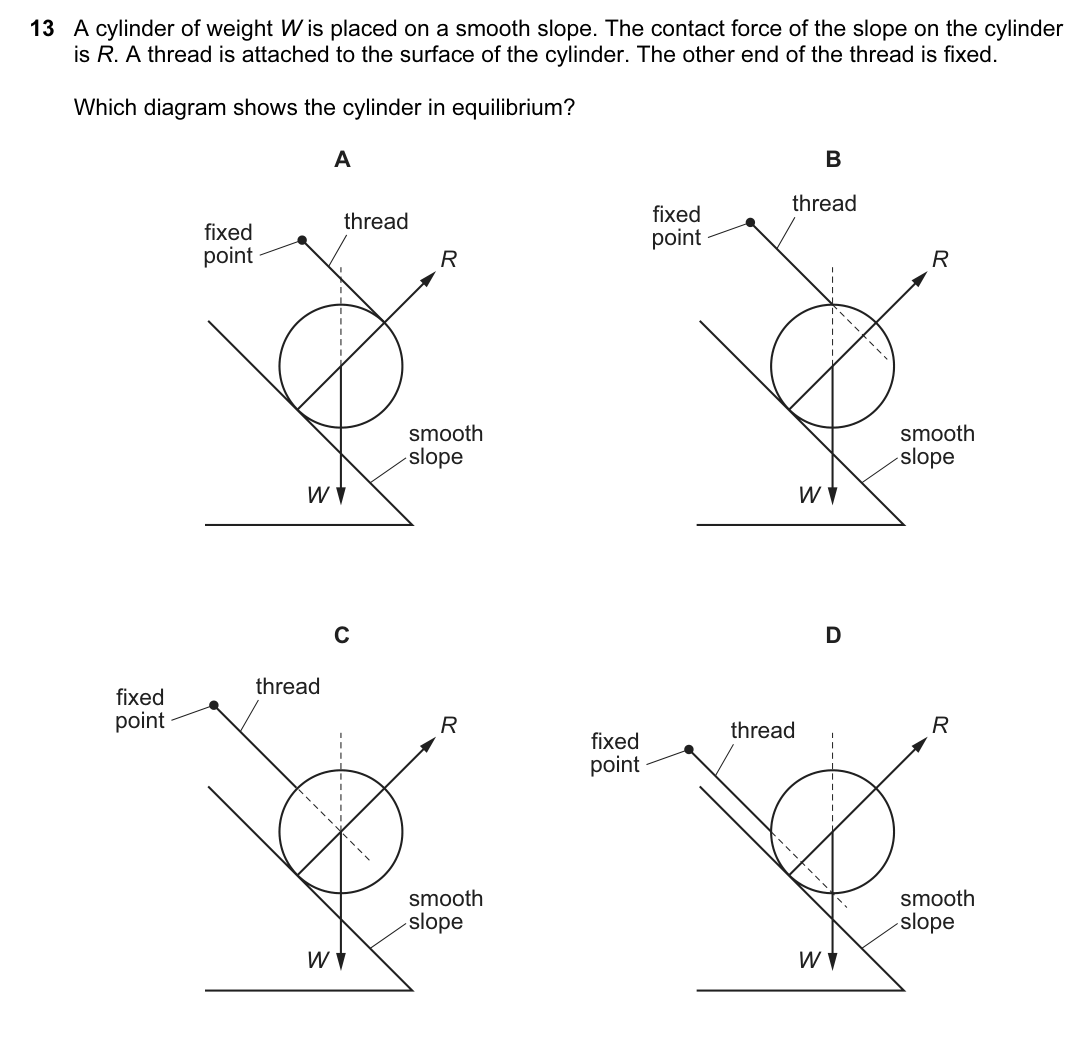 13 A cylinder of weight W is placed on a smooth slope. The contact force of the slope on the cylinder
is R. A thread is attached to the surface of the cylinder. The other end of the thread is fixed.
Which diagram shows the cylinder in equilibrium?
A
fixed
point
thread
R
smooth
slope
W
B
fixed
point
thread
R
smooth
slope
W
C
fixed
point
thread
R
smooth
slope
W
D
fixed
point
thread
R
smooth
slope
W